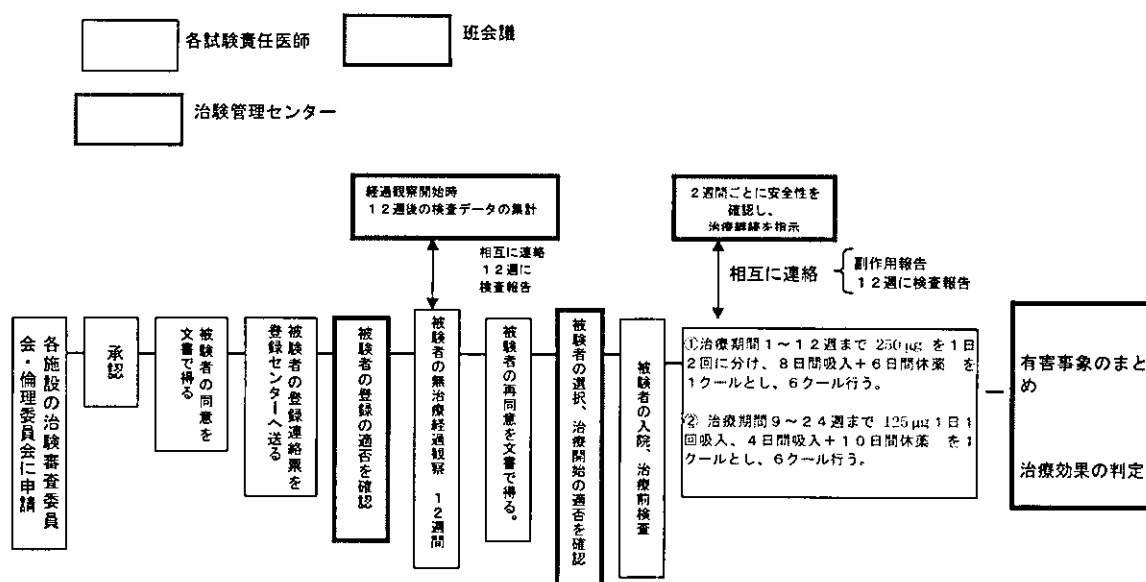 各試験責任医師
班会議
治験管理センター
経過観察開始時
12週後の検査データの集計
2週間ごとに安全性を
確認し、
治療継続を指示
相互に連絡
12週に
検査報告
相互に連絡
副作用報告
12週に検査報告
各施設の治験審査委員
会・倫理委員会に申請
承認
被験者の同意を
文書で得る
被験者の登録連絡票を
登録センターへ送る
被験者の登録の適否を確認
被験者の無治療経過観察 12週間
被験者の再同意を文書で得る。
被験者の選択、治療開始の適否を確認
被験者の入院、治療前検査
①治療期間1~12週まで 250μg を1日
2回に分け、8日間吸入+6日間休薬 を
1クールとし、6クール行う。
② 治療期間9~24週まで 125μg 1日1
回吸入、4日間吸入+10日間休薬 を1
クールとし、6クール行う。
有害事象のまと
め
治療効果の判定